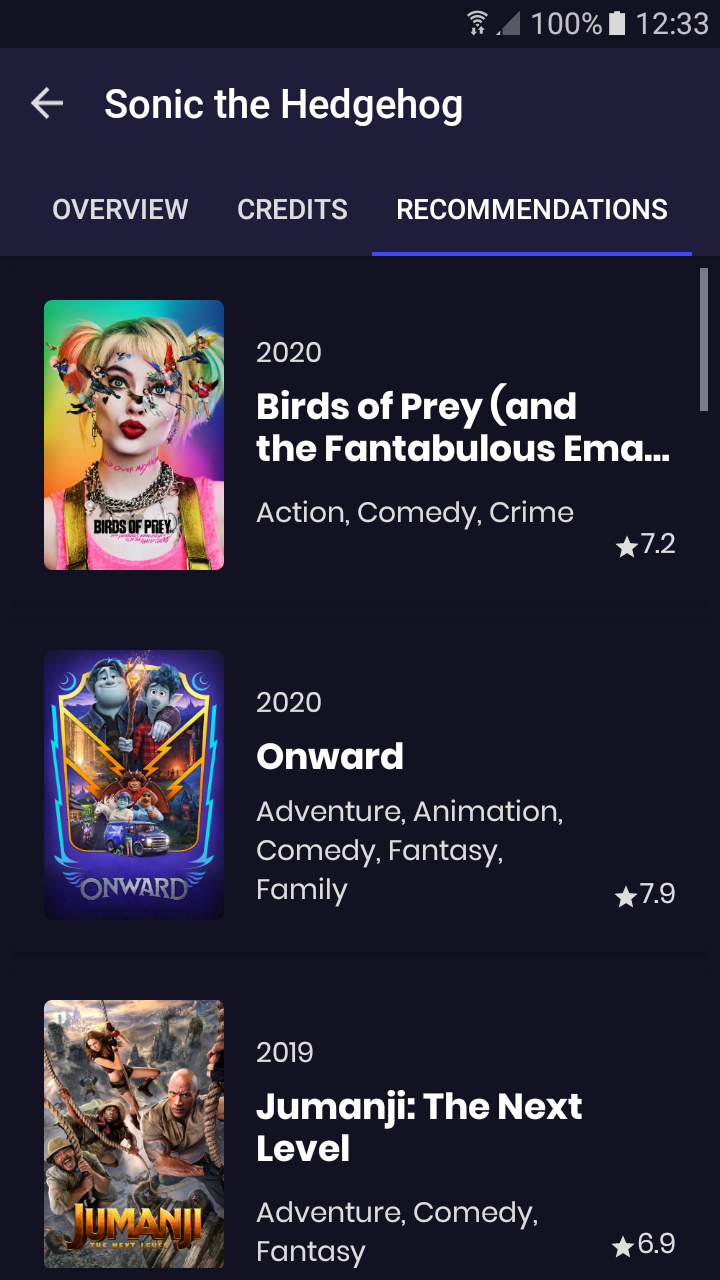 100% 12:33
Sonic the Hedgehog
OVERVIEW CREDITS RECOMMENDATIONS
2020
Birds of Prey (and
the Fantabulous Ema...
Action, Comedy, Crime
7.2
BIRDS OF PREY
2020
Onward
Adventure, Animation,
Comedy, Fantasy,
Family
7.9
ONWARD
2019
Jumanji: The Next
Level
Adventure, Comedy,
Fantasy
6.9
JUMANJI
THE NEXT LEVEL